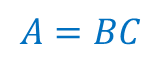 A = BC